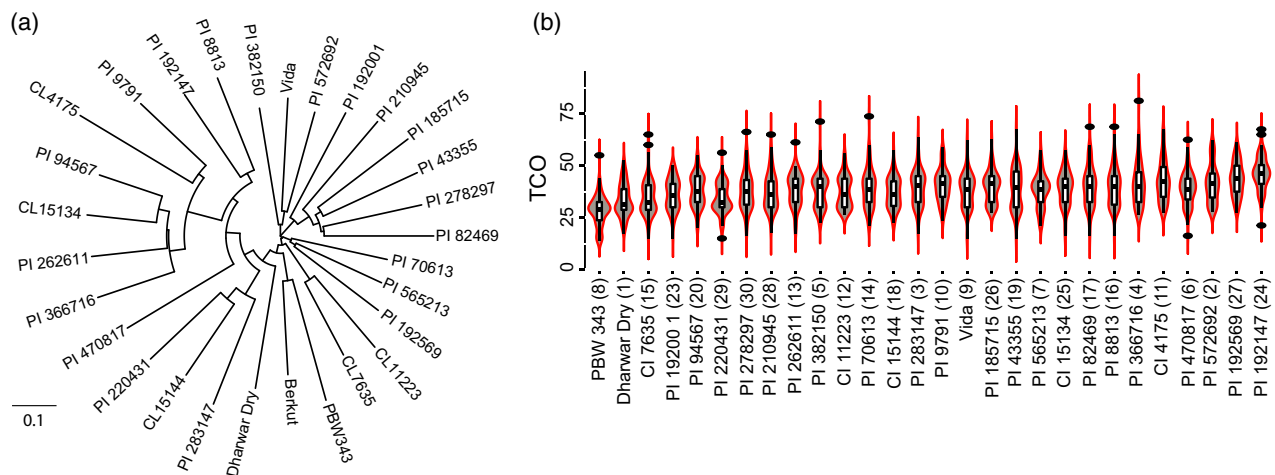 (a)
PI 382150
Vida
PI 572692
PI 192001
PI 210945
PI 185715
PI 43355
PI 278297
PI 82469
PI 70613
PI 565213
PI 192569
CL11223
CL7635
PBW343
Berkut
Dharwar Dry
PI 283147
CL15144
PI 220431
PI 470817
PI 366716
PI 262611
CL15134
PI 94567
CL4175
PI 9791
PI 192147
PI 8813
0.1
(b)
TCO
75
50
25
0
PBW 343 (8)
Dharwar Dry (1)
CI 7635 (15)
PI 19200 1 (23)
PI 94567 (20)
PI 220431 (29)
PI 278297 (30)
PI 210945 (28)
PI 262611 (13)
PI 382150 (5)
CI 11223 (12)
PI 70613 (14)
CI 15144 (18)
PI 283147 (3)
PI 9791 (10)
Vida (9)
PI 185715 (26)
PI 43355 (19)
PI 565213 (7)
CI 15134 (25)
PI 82469 (17)
PI 8813 (16)
PI 366716 (4)
CI 4175 (11)
PI 470817 (6)
PI 572692 (2)
PI 192569 (27)
PI 192147 (24)